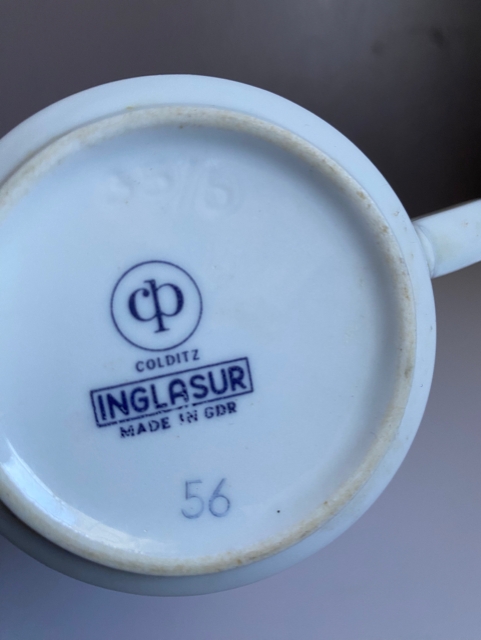 cp
COLDITZ
INGLASUR
MADE IN GDR
56